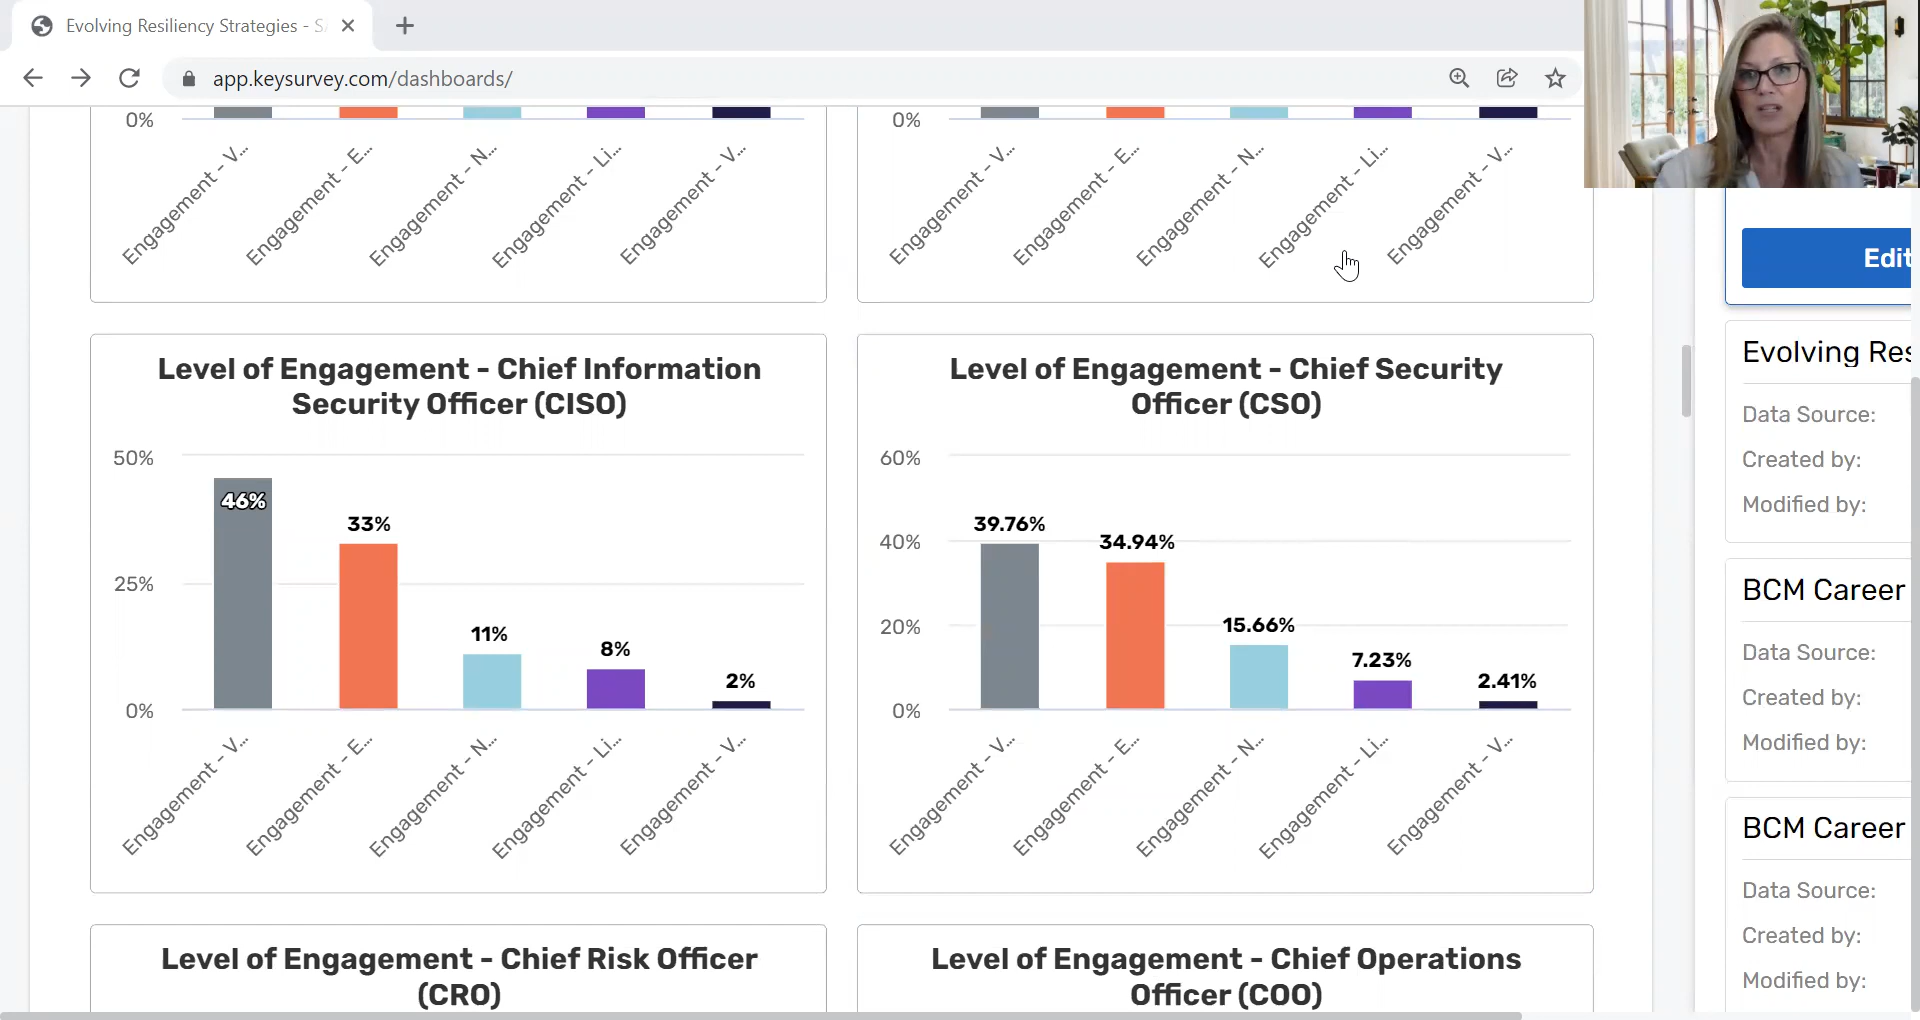 Evolving Resiliency Strategies - S
app.keysurvey.com/dashboards/
0%
Engagement - V...
Engagement - E...
Engagement - N...
Engagement - Li...
Engagement - V...
0%
Engagement - V...
Engagement - E...
Engagement - N...
Engagement - Li...
Engagement - V...
Edit
Level of Engagement - Chief Information
Security Officer (CISO)
50%
25%
0%
46%
33%
11%
8%
2%
Engagement - V...
Engagement - E...
Engagement - N...
Engagement - Li...
Engagement - V...
Level of Engagement - Chief Security
Officer (CSO)
60%
40%
20%
0%
39.76%
34.94%
15.66%
7.23%
2.41%
Engagement - V...
Engagement - E...
Engagement - N...
Engagement - Li...
Engagement - V...
Level of Engagement - Chief Risk Officer
(CRO)
Level of Engagement - Chief Operations
Officer (COO)
Evolving Res
Data Source:
Created by:
Modified by:
BCM Career
Data Source:
Created by:
Modified by:
BCM Career
Data Source:
Created by:
Modified by: